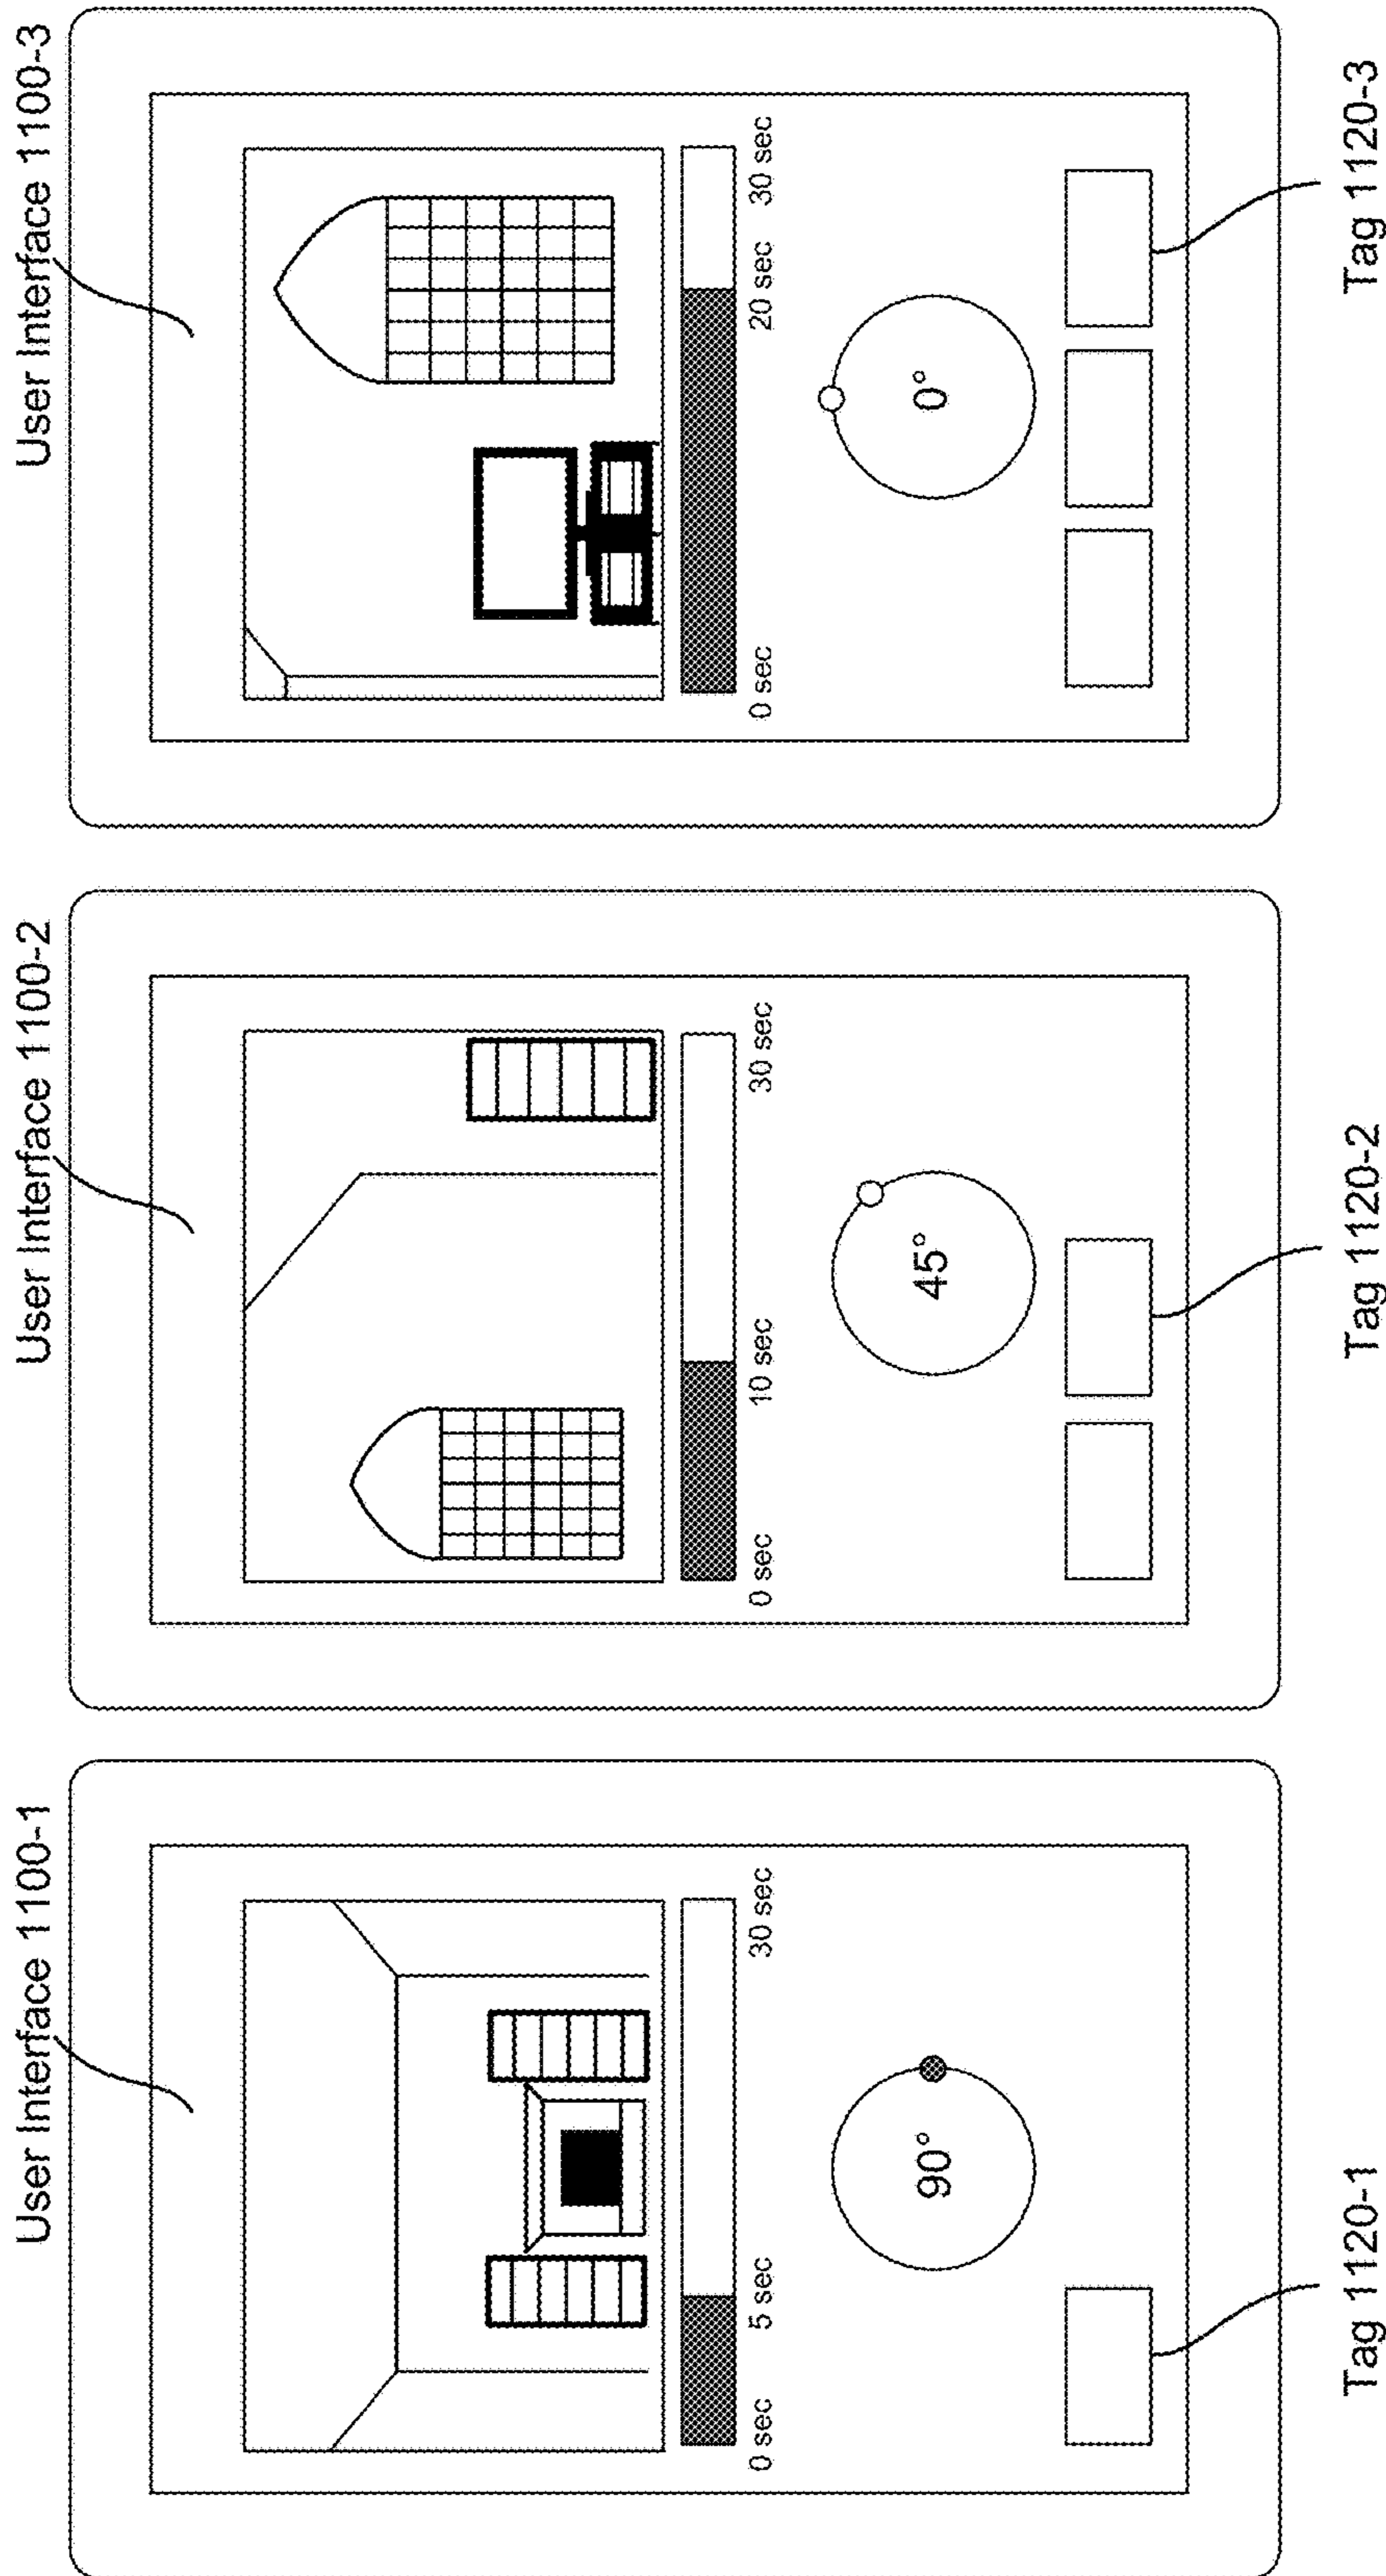 User Interface 1100-1
0 sec 5 sec 30 sec
90°
Tag 1120-1
User Interface 1100-2
0 sec 10 sec 30 sec
45°
Tag 1120-2
User Interface 1100-3
0 sec 20 sec 30 sec
0°
Tag 1120-3